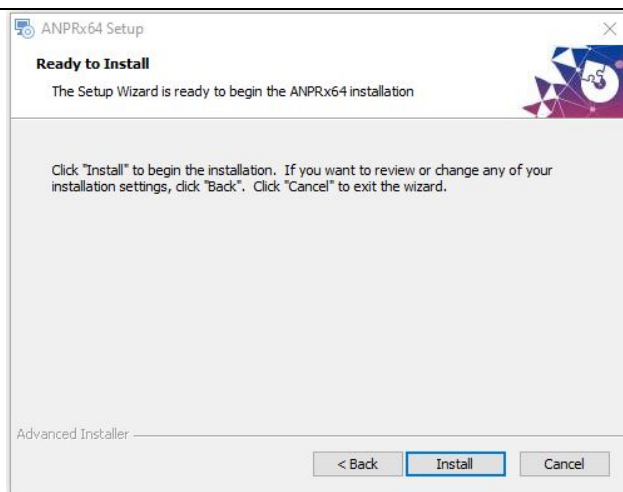 ANPRx64 Setup
Ready to Install
The Setup Wizard is ready to begin the ANPRx64 installation
Click "Install" to begin the installation. If you want to review or change any of your
installation settings, click "Back". Click "Cancel" to exit the wizard.
Advanced Installer
< Back Install Cancel